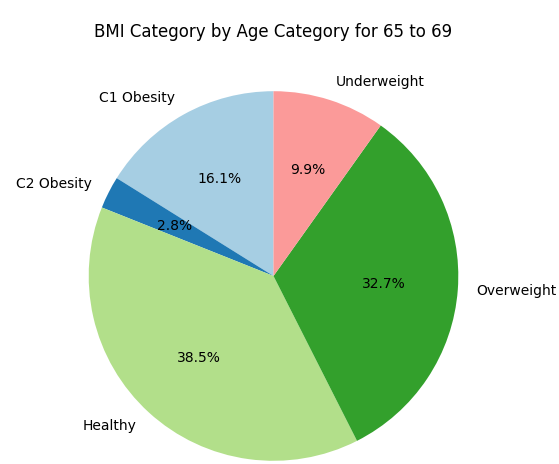 BMI Category by Age Category for 65 to 69
Underweight
C1 Obesity
9.9%
16.1%
C2 Obesity
2.8%
32.7%
Overweight
38.5%
Healthy